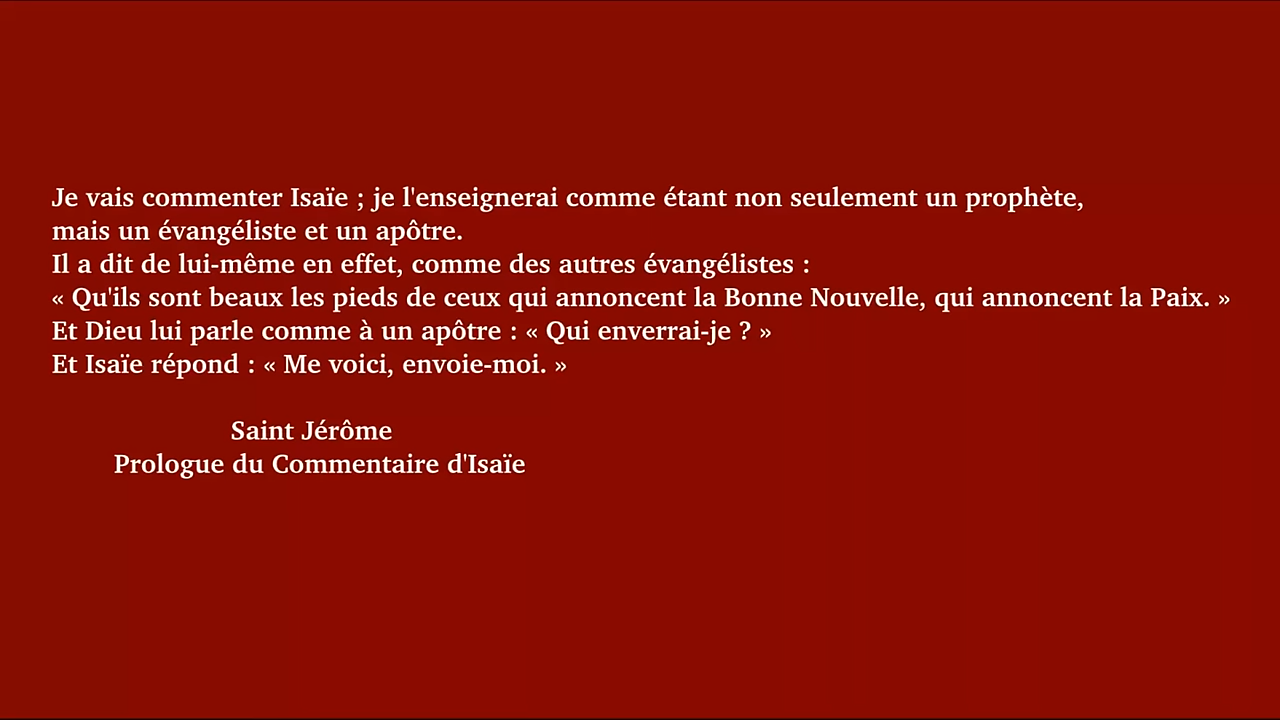 Je vais commenter Isaïe ; je l'enseignerai comme étant non seulement un prophète,
mais un évangéliste et un apôtre.
Il a dit de lui-même en effet, comme des autres évangélistes :
« Qu'ils sont beaux les pieds de ceux qui annoncent la Bonne Nouvelle, qui annoncent la Paix. »
Et Dieu lui parle comme à un apôtre : « Qui enverrai-je ? »
Et Isaïe répond : « Me voici, envoie-moi. »
Saint Jérôme
Prologue du Commentaire d'Isaïe